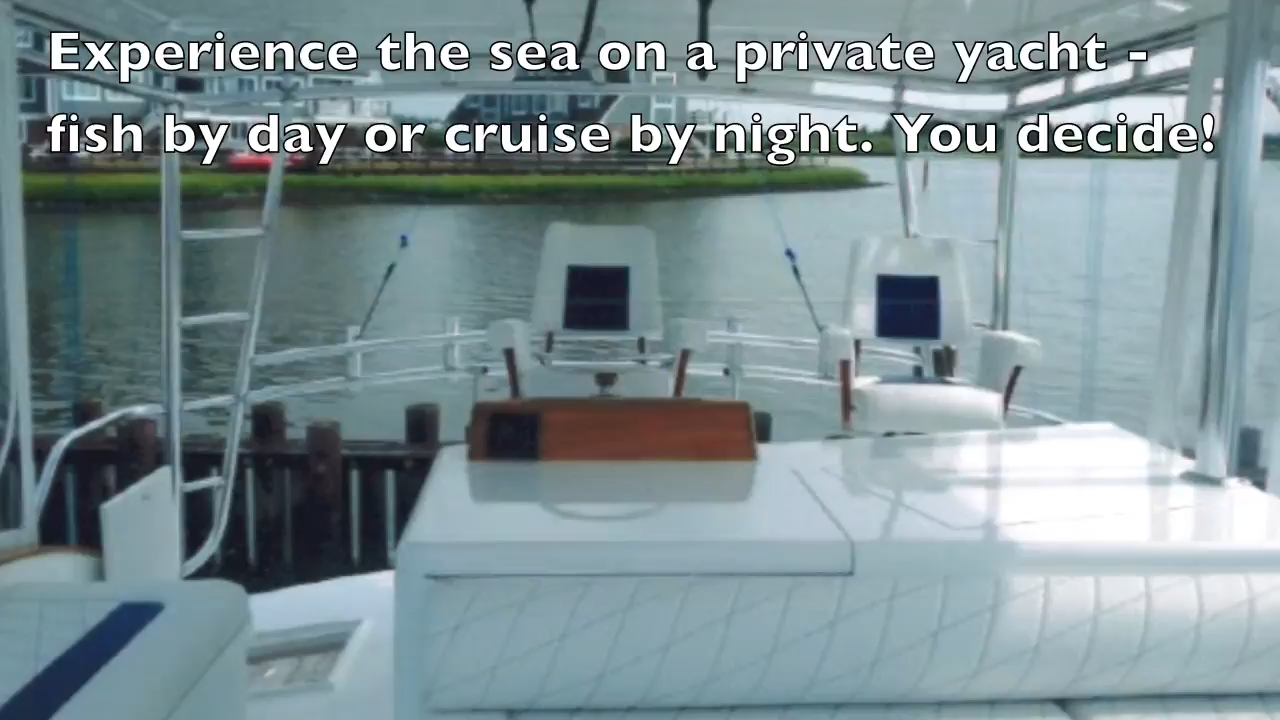 Experience the sea on a private yacht -
fish by day or cruise by night. You decide!